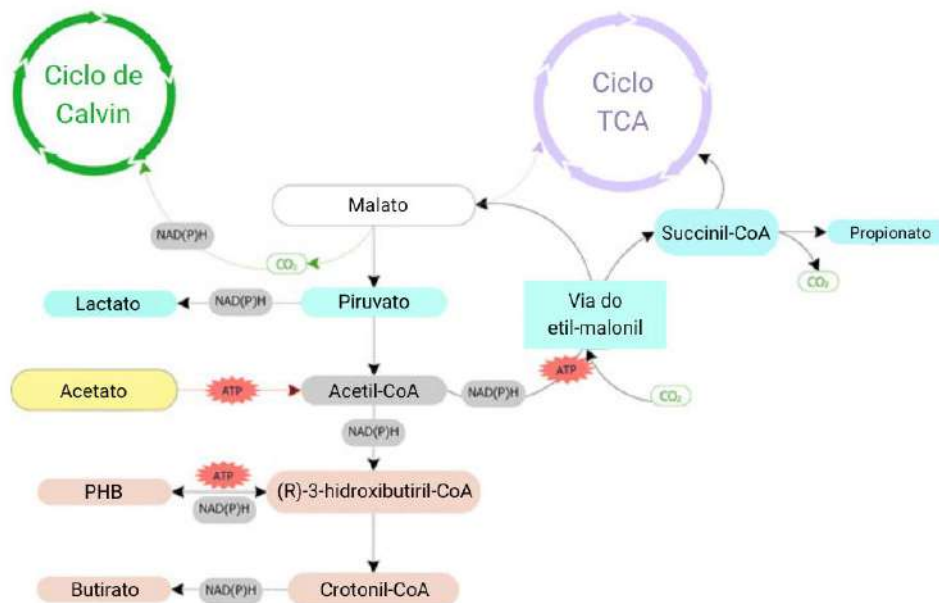 Ciclo de
Calvin
Ciclo
TCA
Malato
NAD(P)H
CO₂
Succinil-CoA
Propionato
CO₂
Lactato
NAD(P)H
Piruvato
Via do
etil-malonil
Acetato
ATP
Acetil-CoA
NAD(P)H
ATP
CO₂
NAD(P)H
PHB
ATP
NAD(P)H
(R)-3-hidroxibutiril-CoA
Butirato
NAD(P)H
Crotonil-CoA